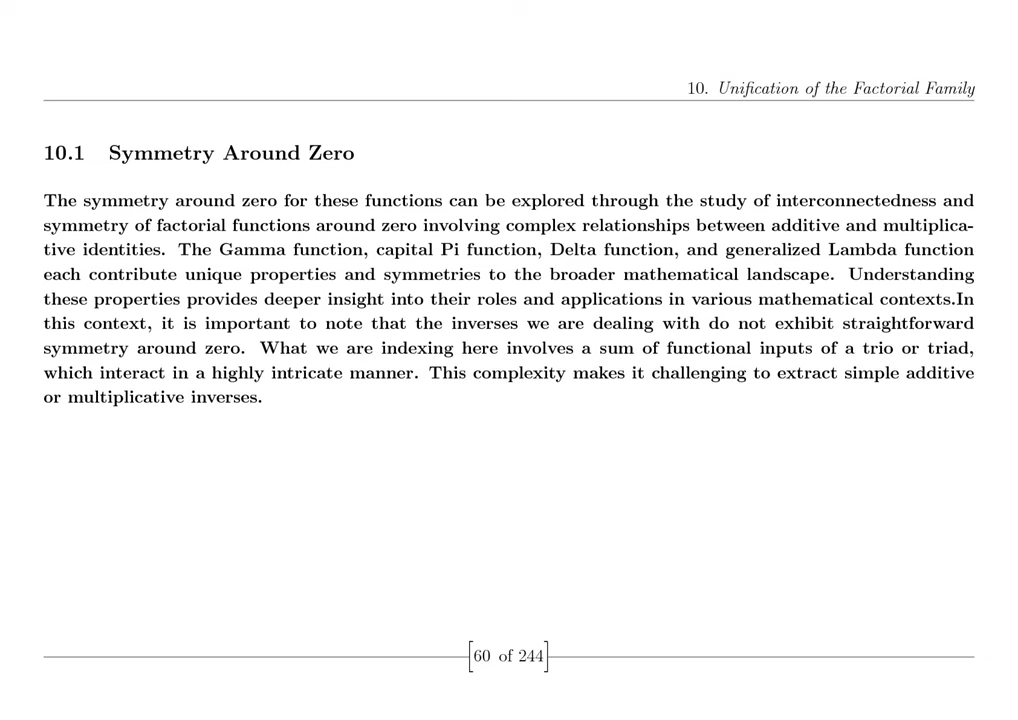 10. Unification of the Factorial Family
10.1 Symmetry Around Zero
The symmetry around zero for these functions can be explored through the study of interconnectedness and
symmetry of factorial functions around zero involving complex relationships between additive and multiplica-
tive identities. The Gamma function, capital Pi function, Delta function, and generalized Lambda function
each contribute unique properties and symmetries to the broader mathematical landscape. Understanding
these properties provides deeper insight into their roles and applications in various mathematical contexts.In
this context, it is important to note that the inverses we are dealing with do not exhibit straightforward
symmetry around zero. What we are indexing here involves a sum of functional inputs of a trio or triad,
which interact in a highly intricate manner. This complexity makes it challenging to extract simple additive
or multiplicative inverses.
[60 of 244]